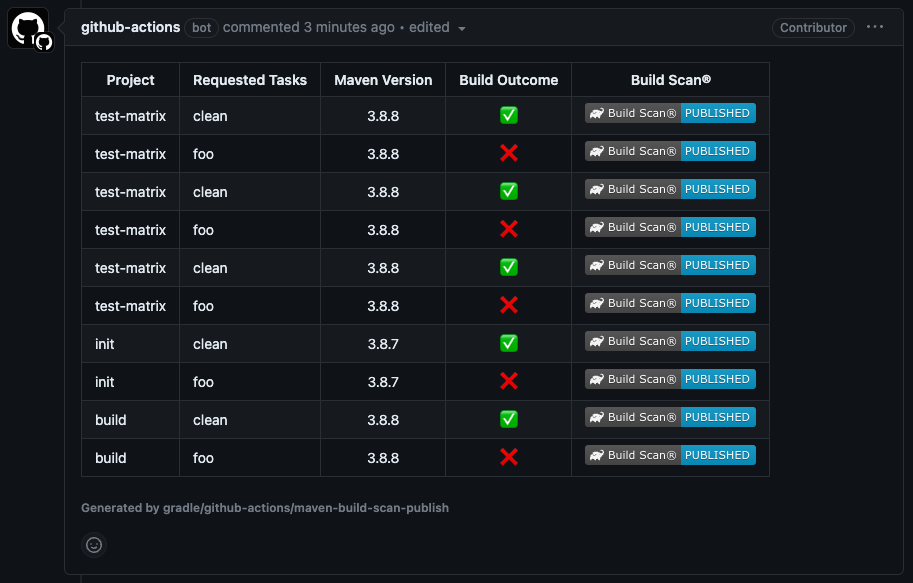 github-actions bot commented 3 minutes ago • edited Contributor
Project Requested Tasks Maven Version Build Outcome Build Scan®
test-matrix clean 3.8.8 ✅ Build Scan® PUBLISHED
test-matrix foo 3.8.8 ❌ Build Scan® PUBLISHED
test-matrix clean 3.8.8 ✅ Build Scan® PUBLISHED
test-matrix foo 3.8.8 ❌ Build Scan® PUBLISHED
test-matrix clean 3.8.8 ✅ Build Scan® PUBLISHED
test-matrix foo 3.8.8 ❌ Build Scan® PUBLISHED
init clean 3.8.7 ✅ Build Scan® PUBLISHED
init foo 3.8.7 ❌ Build Scan® PUBLISHED
build clean 3.8.8 ✅ Build Scan® PUBLISHED
build foo 3.8.8 ❌ Build Scan® PUBLISHED
Generated by gradle/github-actions/maven-build-scan-publish